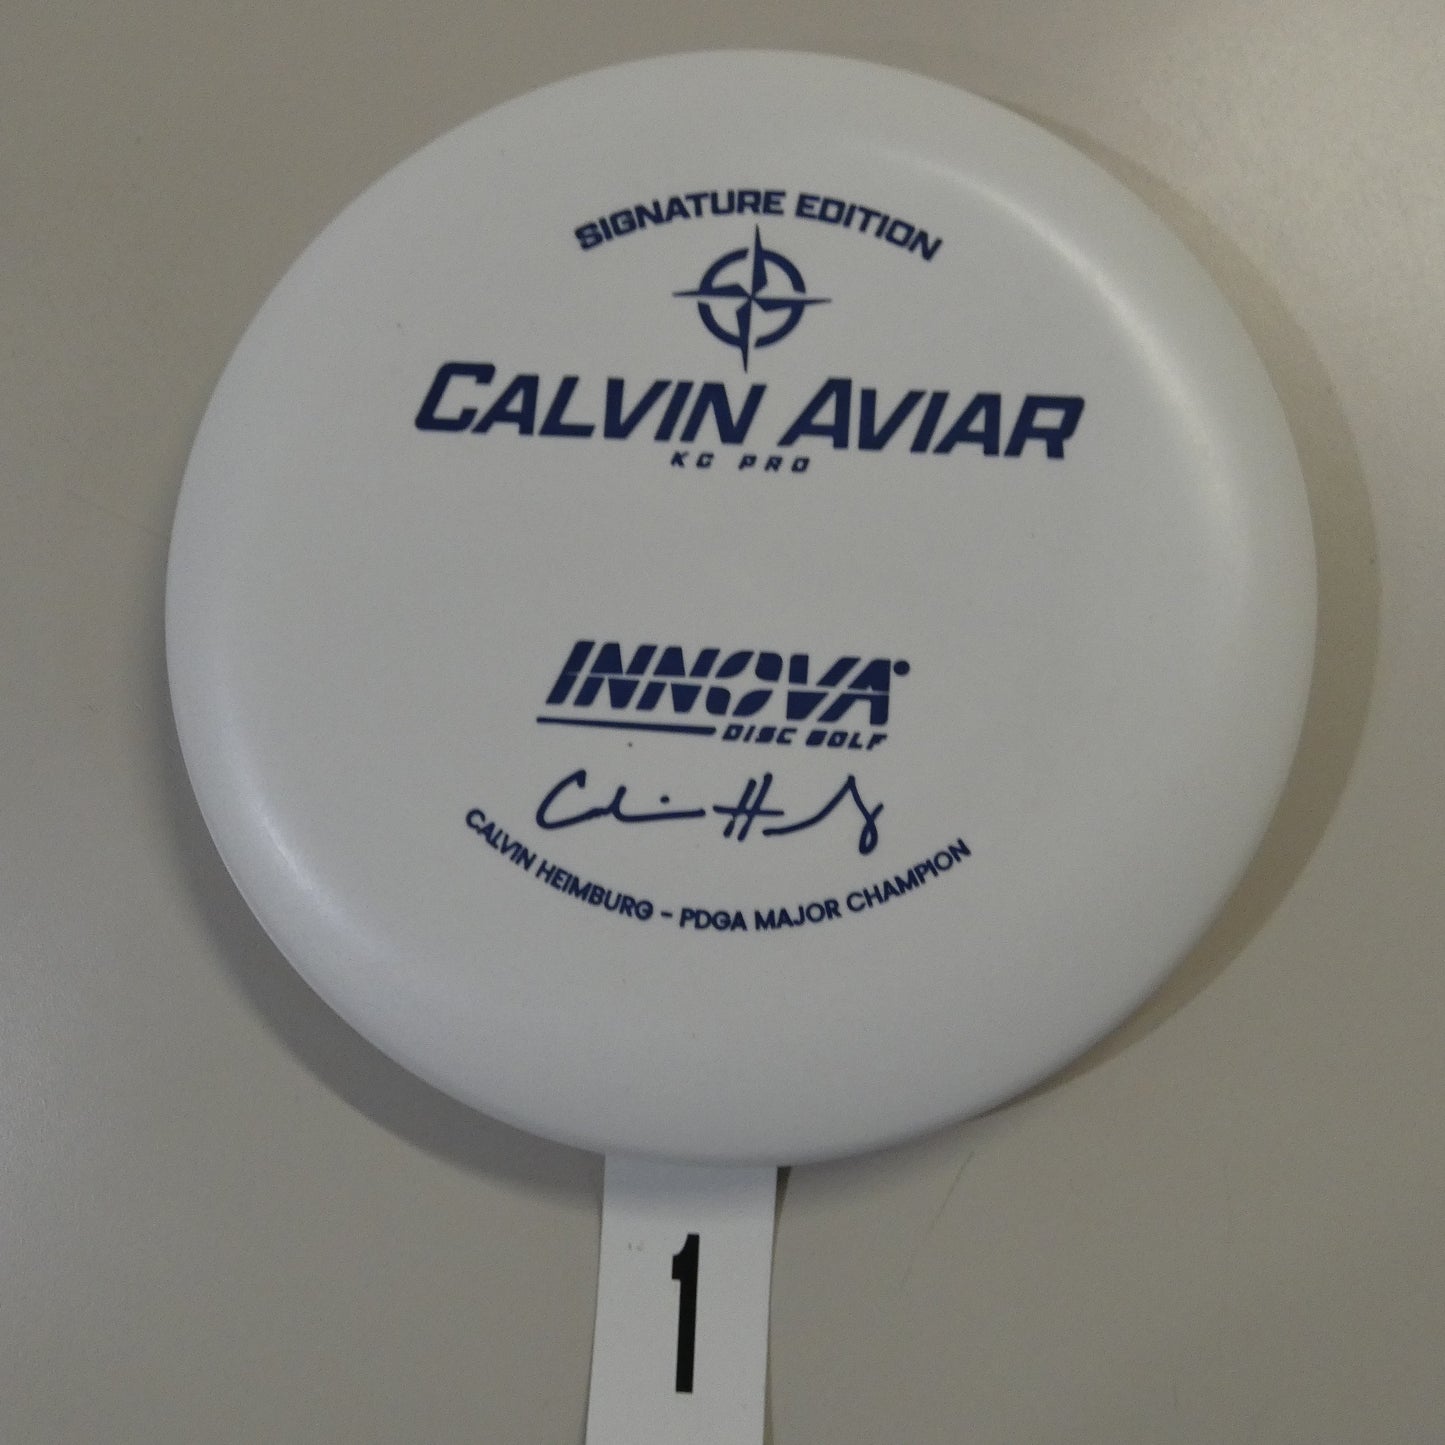 SIGNATURE EDITION
CALVIN AVIAR
KC PRO
INNOVA
DISC GOLF
CALVIN HEIMBURG - PDGA MAJOR CHAMPION
1